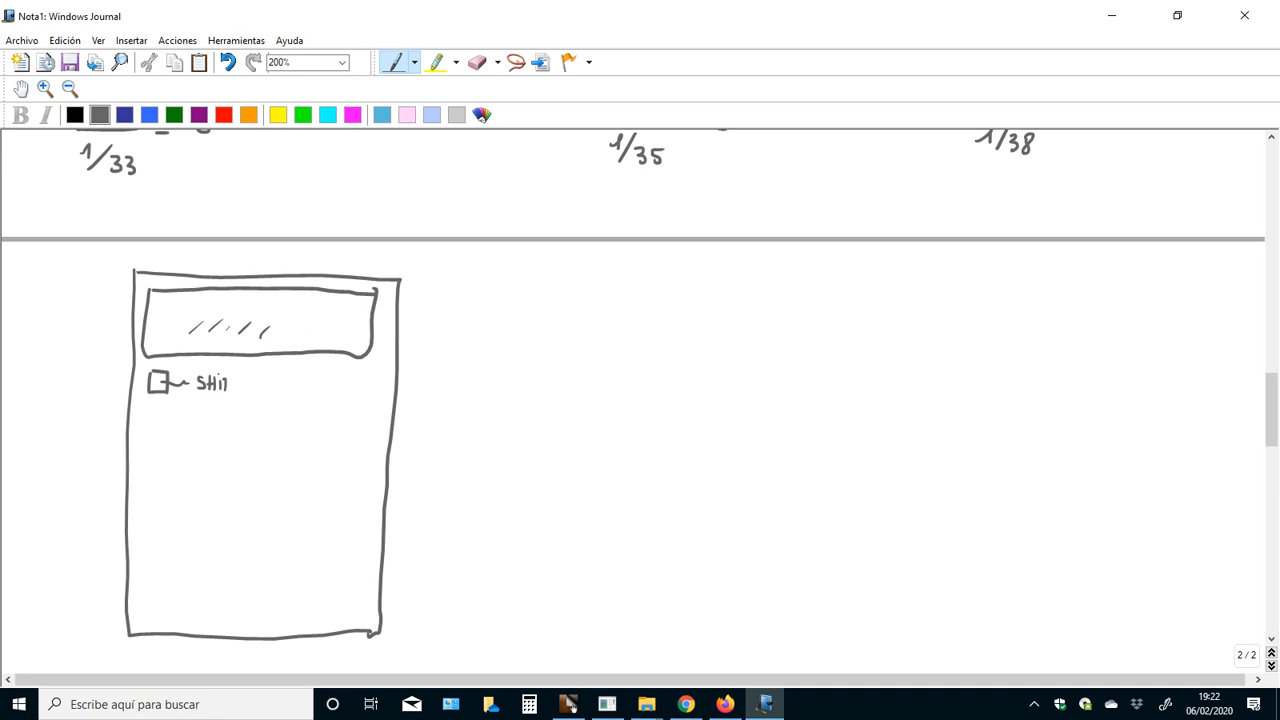 Nota1: Windows Journal
Archivo Edición Ver Insertar Acciones Herramientas Ayuda
200%
B I
1/33 1/35 1/38
SHiN
2 / 2
Escribe aquí para buscar
19:22
06/02/2020